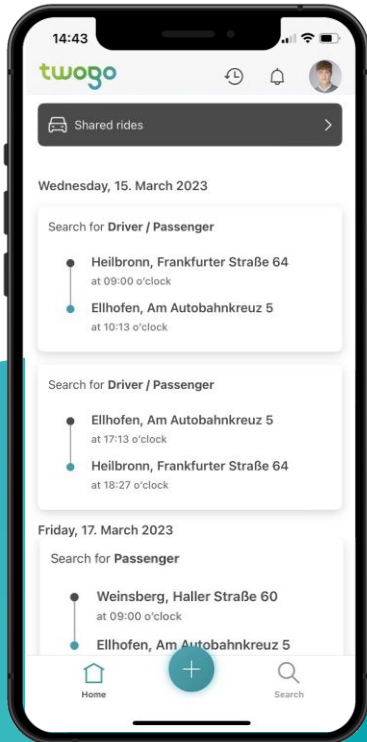 14:43
twogo
Shared rides
Wednesday, 15. March 2023
Search for Driver / Passenger
Heilbronn, Frankfurter Straße 64
at 09:00 o'clock
Ellhofen, Am Autobahnkreuz 5
at 10:13 o'clock
Search for Driver / Passenger
Ellhofen, Am Autobahnkreuz 5
at 17:13 o'clock
Heilbronn, Frankfurter Straße 64
at 18:27 o'clock
Friday, 17. March 2023
Search for Passenger
Weinsberg, Haller Straße 60
at 09:00 o'clock
Ellhofen, Am Autobahnkreuz 5
Home
Search